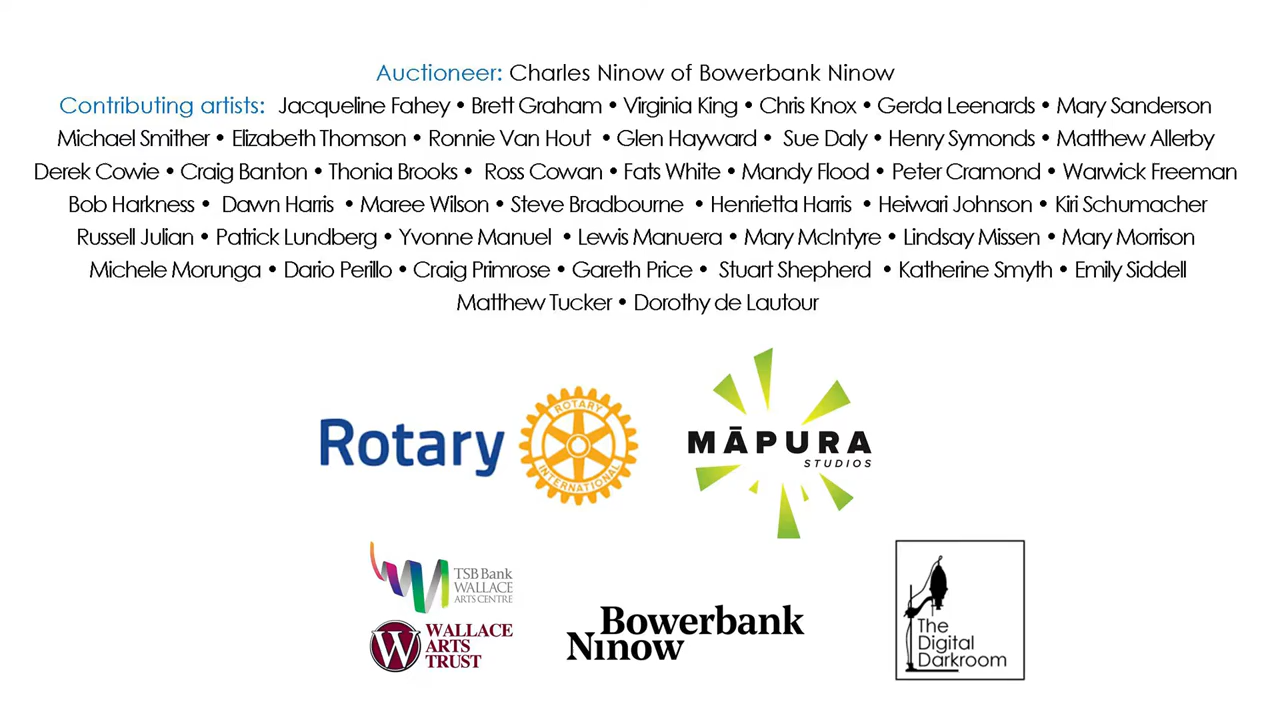 Auctioneer: Charles Ninow of Bowerbank Ninow
Contributing artists: Jacqueline Fahey • Brett Graham • Virginia King • Chris Knox • Gerda Leenards • Mary Sanderson
Michael Smither • Elizabeth Thomson • Ronnie Van Hout • Glen Hayward • Sue Daly • Henry Symonds • Matthew Allerby
Derek Cowie • Craig Banton • Thonia Brooks • Ross Cowan • Fats White • Mandy Flood • Peter Cramond • Warwick Freeman
Bob Harkness • Dawn Harris • Maree Wilson • Steve Bradbourne • Henrietta Harris • Heiwari Johnson • Kiri Schumacher
Russell Julian • Patrick Lundberg • Yvonne Manuel • Lewis Manuera • Mary McIntyre • Lindsay Missen • Mary Morrison
Michele Morunga • Dario Perillo • Craig Primrose • Gareth Price • Stuart Shepherd • Katherine Smyth • Emily Siddell
Matthew Tucker • Dorothy de Lautour
Rotary
ROTARY
INTERNATIONAL
MĀPURA
STUDIOS
TSB Bank
WALLACE
ARTS CENTRE
W
WALLACE
ARTS
TRUST
Bowerbank
Ninow
The
Digital
Darkroom